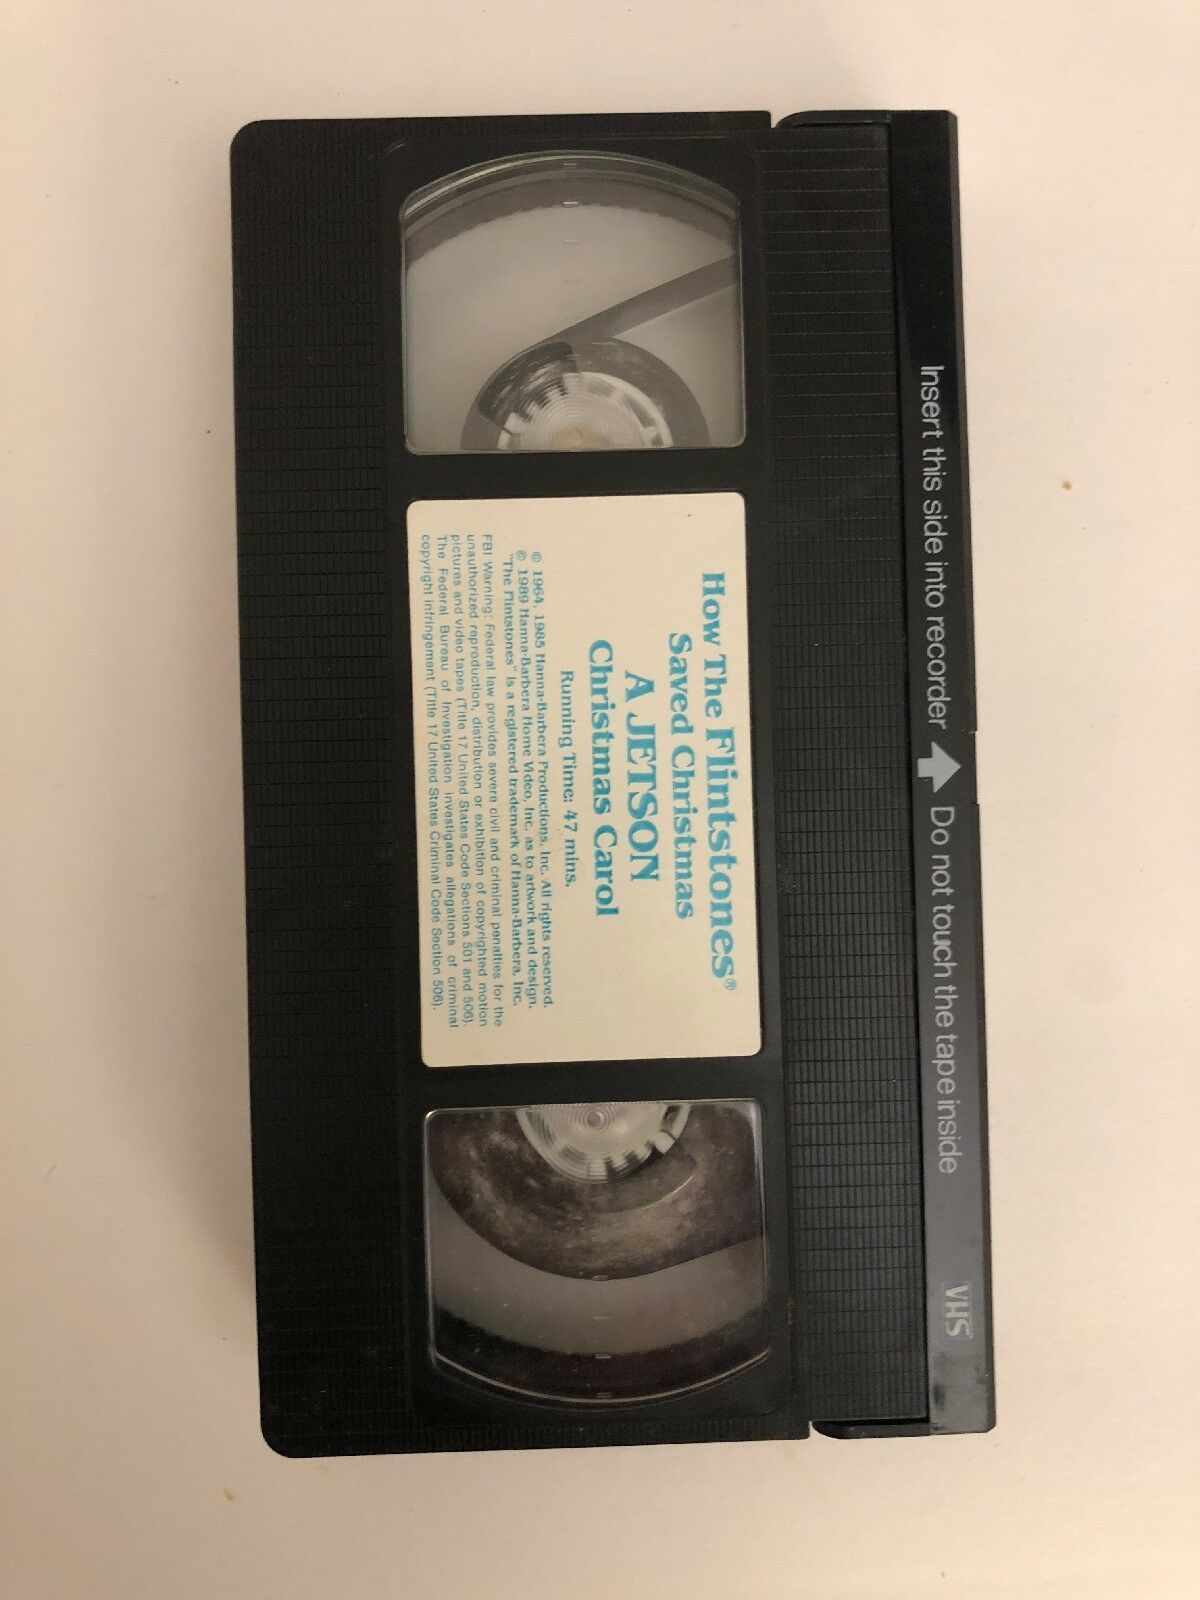 How The Flintstones®
Saved Christmas
A JETSON
Christmas Carol
Running Time: 47 mins.
© 1964, 1985 Hanna-Barbera Productions, Inc. All rights reserved.
© 1989 Hanna-Barbera Home Video, Inc. as to artwork and design.
"The Flintstones" is a registered trademark of Hanna-Barbera, Inc.
FBI Warning: Federal law provides severe civil and criminal penalties for the
unauthorized reproduction, distribution or exhibition of copyrighted motion
pictures and video tapes (Title 17 United States Code Sections 501 and 506).
The Federal Bureau of Investigation investigates allegations of criminal
copyright infringement (Title 17 United States Criminal Code Section 506).
Insert this side into recorder Do not touch the tape inside
VHS